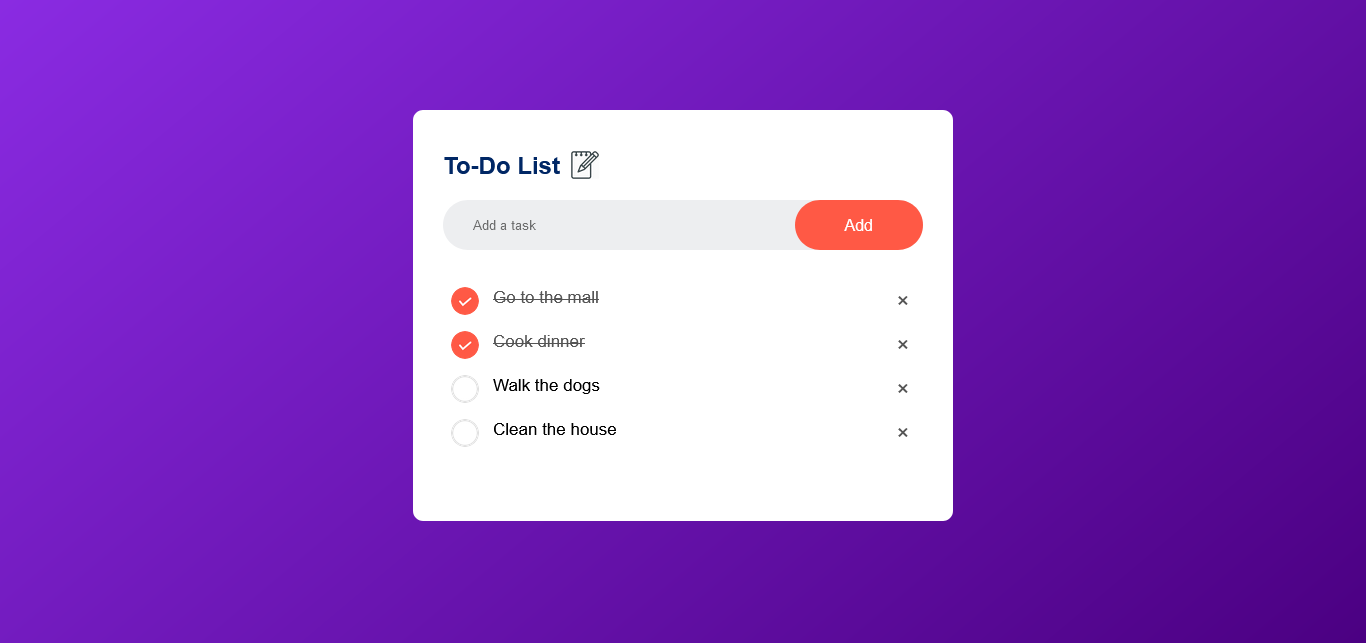 To-Do List
Add a task
Add
Go to the mall
Cook dinner
Walk the dogs
Clean the house